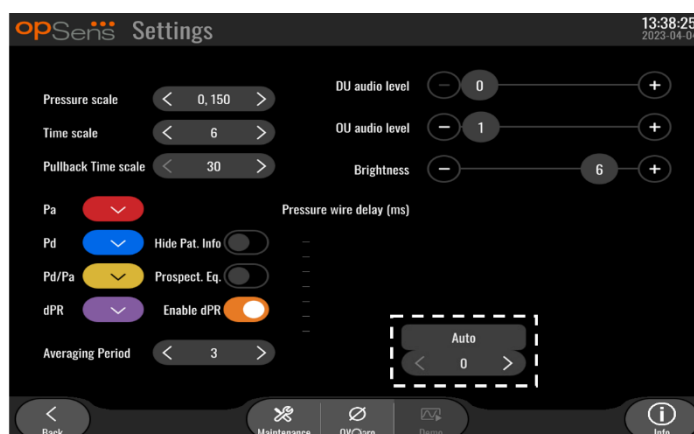 opSens Settings
13:38:25
2023-04-04
Pressure scale 0, 150
Time scale 6
Pullback Time scale 30
DU audio level 0
OU audio level 1
Brightness 6
Pa
Pd
Pd/Pa
dPR
Hide Pat. Info
Prospect. Eq.
Enable dPR
Averaging Period 3
Pressure wire delay (ms)
Auto
0
Back
Maintenance
Demo
Info